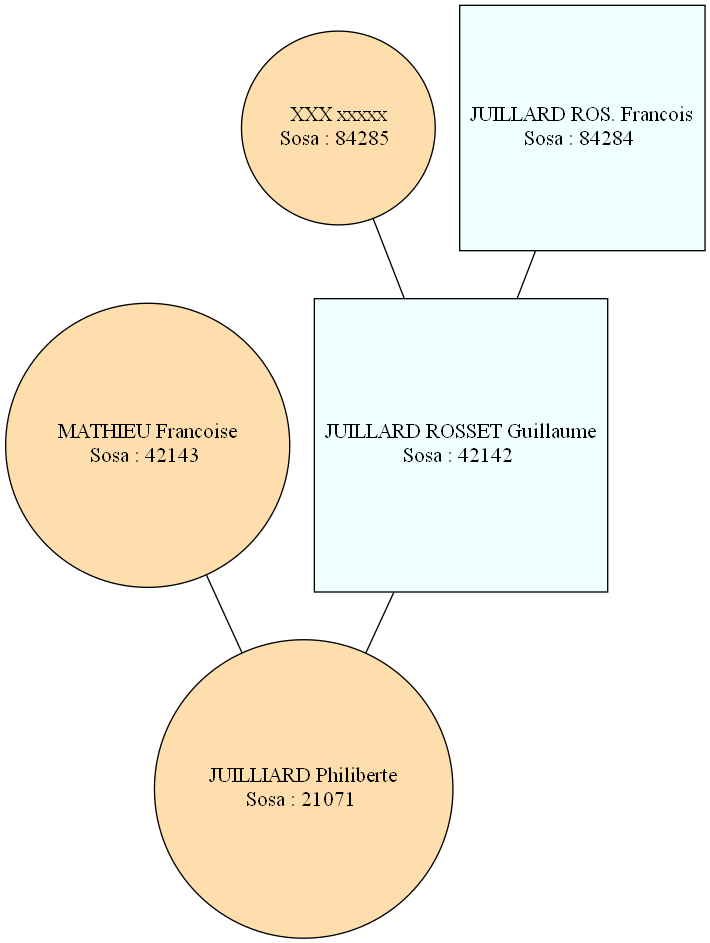 XXX xxxxx
Sosa : 84285
JUILLARD ROS. Francois
Sosa : 84284
MATHIEU Francoise
Sosa : 42143
JUILLARD ROSSET Guillaume
Sosa : 42142
JUILLIARD Philiberte
Sosa : 21071